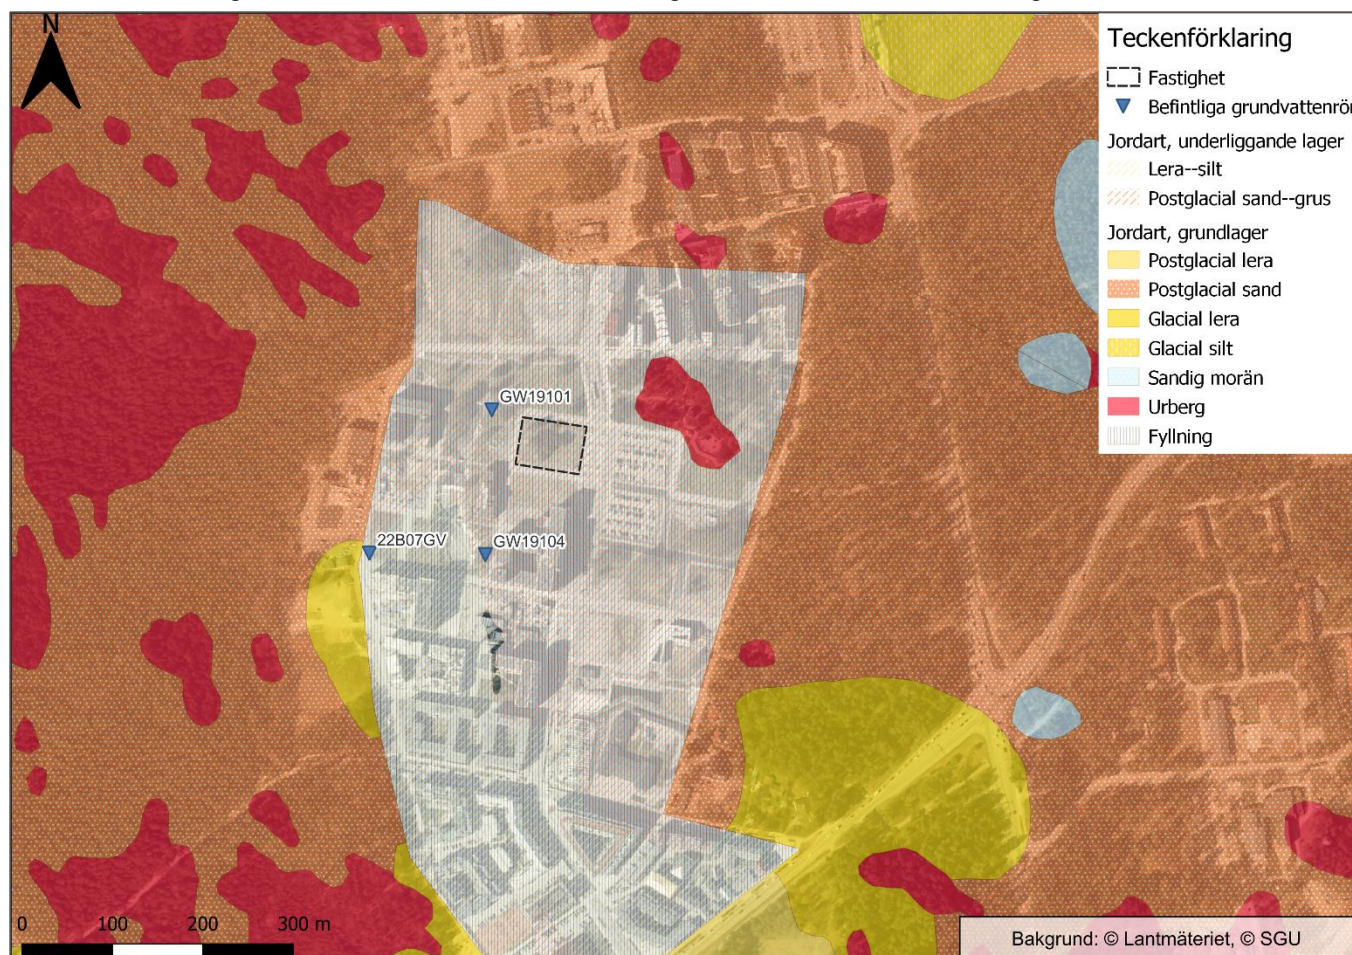 N
Teckenförklaring
Fastighet
Befintliga grundvattenrör
Jordart, underliggande lager
Lera--silt
Postglacial sand--grus
Jordart, grundlager
Postglacial lera
Postglacial sand
Glacial lera
Glacial silt
Sandig morän
Urberg
Fyllning
GW19101
22B07GV
GW19104
0 100 200 300 m
Bakgrund: © Lantmäteriet, © SGU